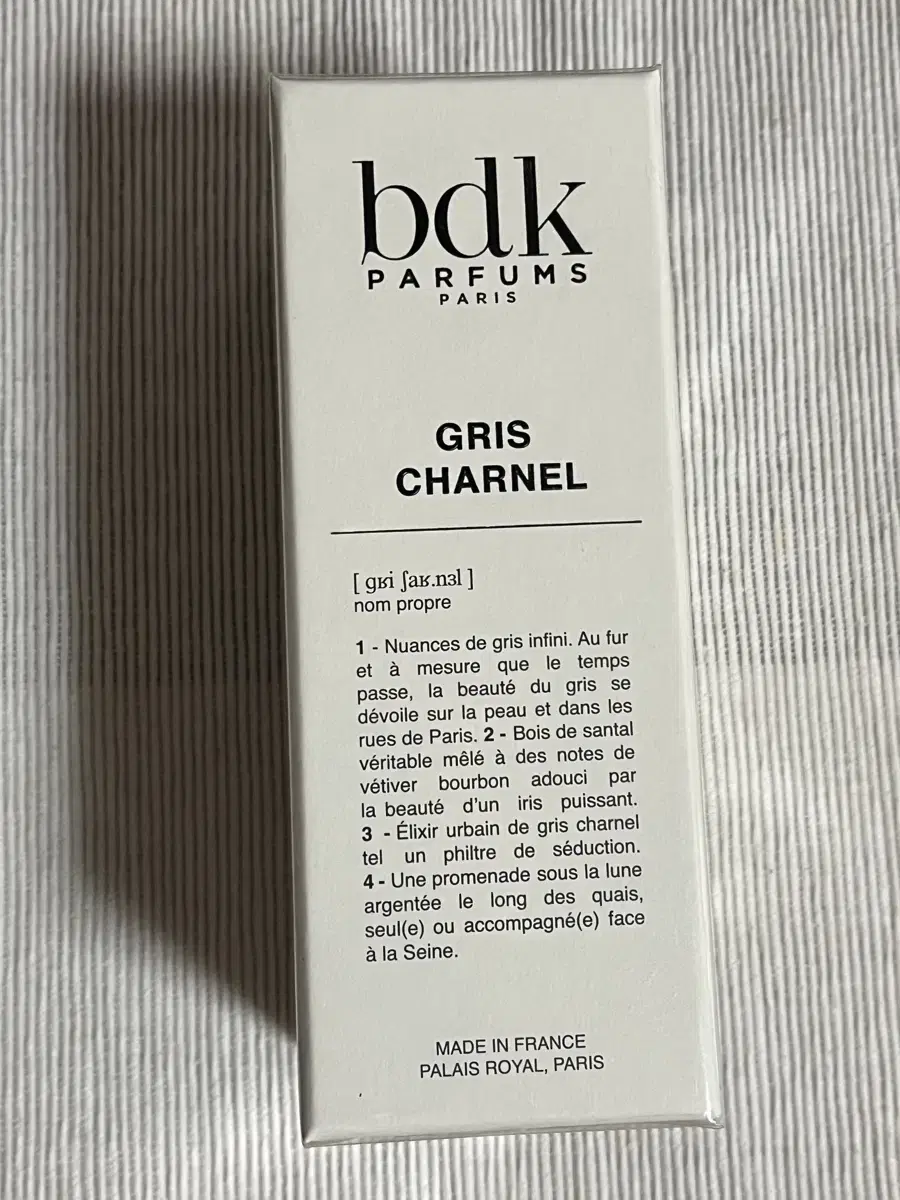 bdk
PARFUMS
PARIS
GRIS
CHARNEL
[ gʁi ʃaʁ.nɜl ]
nom propre
1 - Nuances de gris infini. Au fur
et à mesure que le temps
passe, la beauté du gris se
dévoile sur la peau et dans les
rues de Paris. 2 - Bois de santal
véritable mêlé à des notes de
vétiver bourbon adouci par
la beauté d'un iris puissant.
3 - Élixir urbain de gris charnel
tel un philtre de séduction.
4 - Une promenade sous la lune
argentée le long des quais,
seul(e) ou accompagné(e) face
à la Seine.
MADE IN FRANCE
PALAIS ROYAL, PARIS